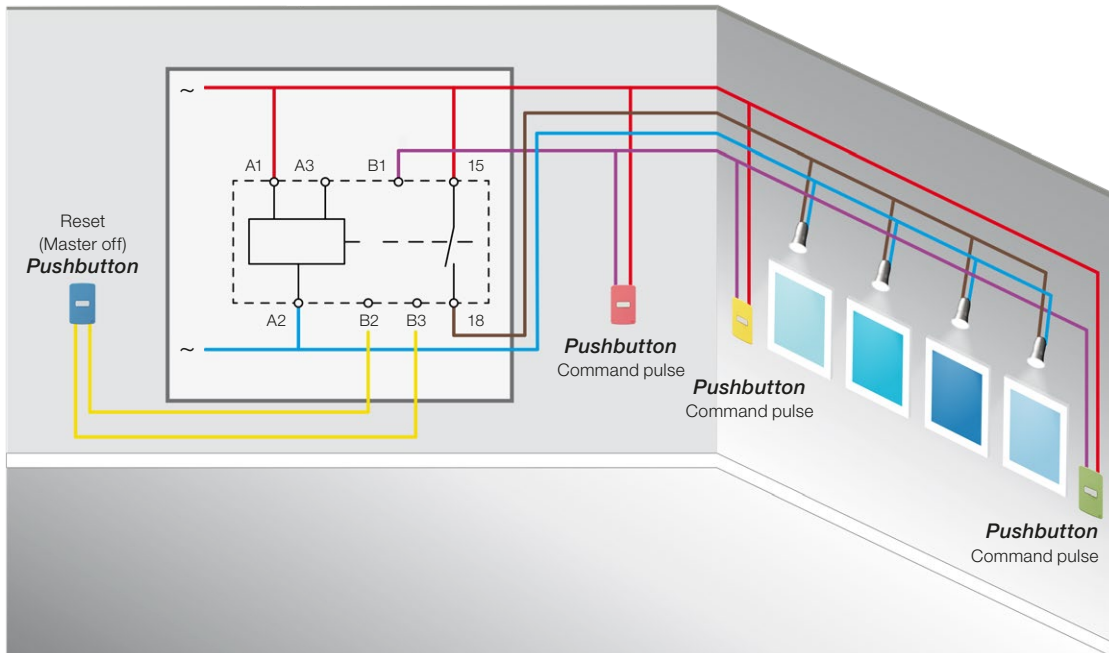 ~
A1 A3 B1 15
Reset
(Master off)
Pushbutton
A2 B2 B3 18
~
Pushbutton
Command pulse
Pushbutton
Command pulse
Pushbutton
Command pulse